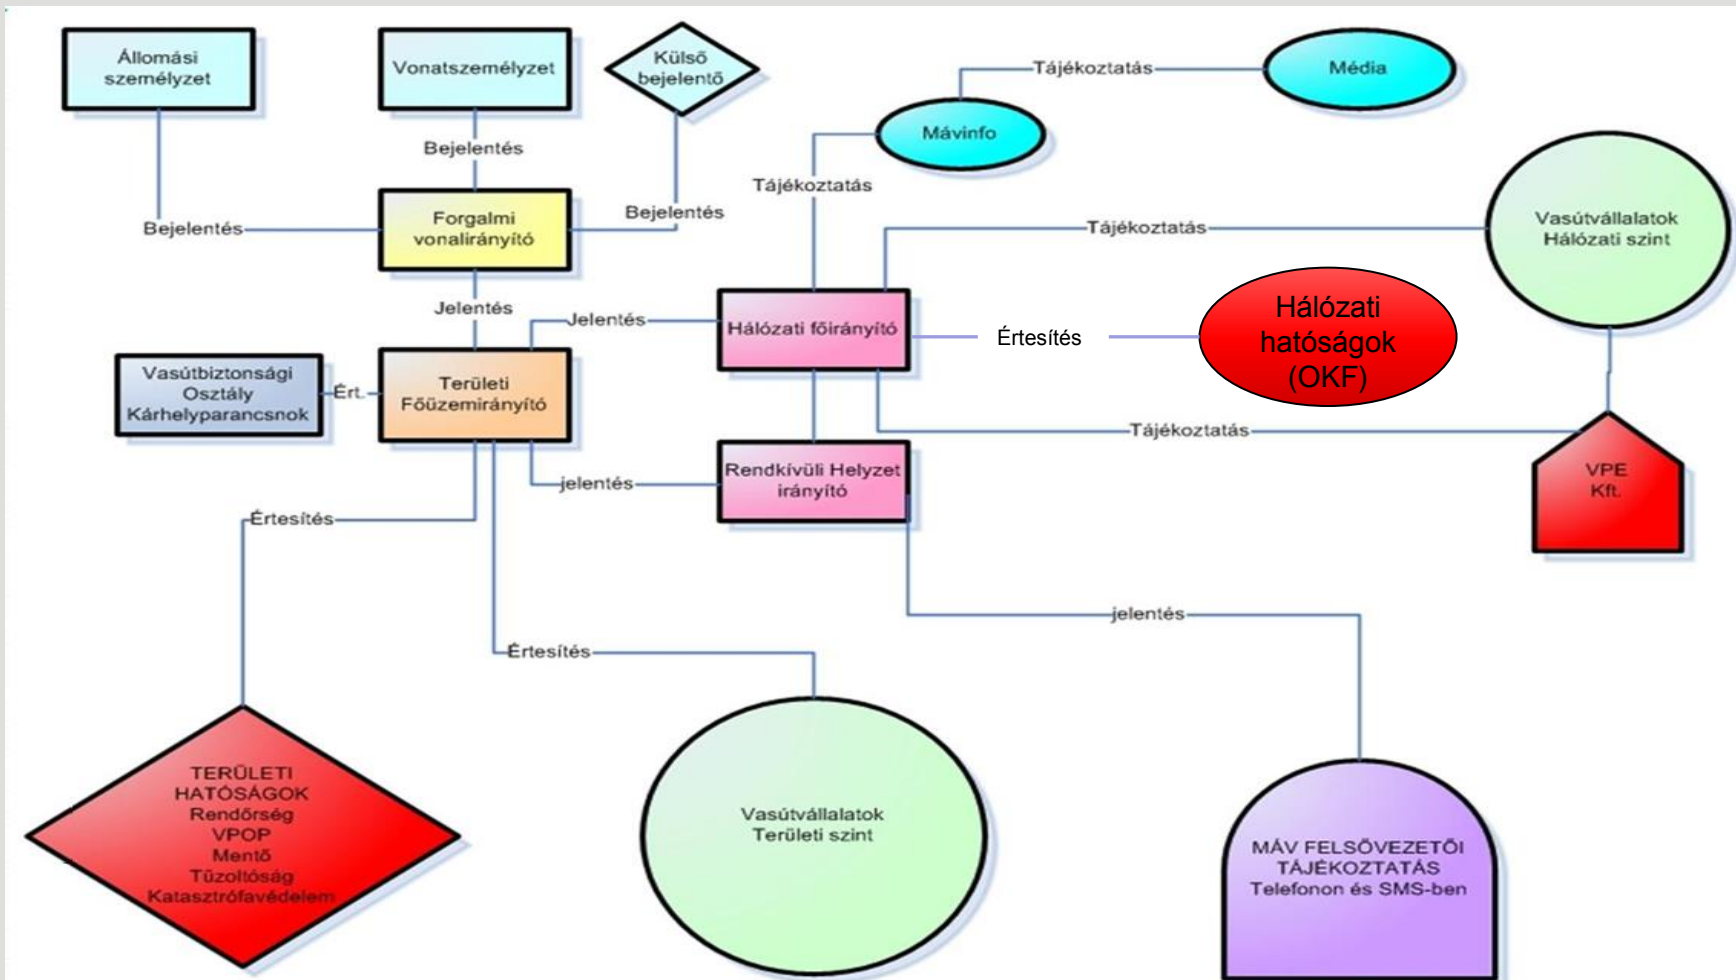 Állomási
személyzet
Vonatszemélyzet
Külső
bejelentő
Tájékoztatás
Média
Mávinfo
Bejelentés
Tájékoztatás
Bejelentés
Bejelentés
Forgalmi
vonalirányító
Tájékoztatás
Vasútvállalatok
Hálózati szint
Jelentés
Jelentés
Hálózati főirányító
Értesítés
Hálózati
hatóságok
(OKF)
Vasútbiztonsági
Osztály
Kárhelyparancsnok
Ért.
Területi
Főüzemirányító
Tájékoztatás
jelentés
Rendkívüli Helyzet
irányító
VPE
Kft.
Értesítés
jelentés
Értesítés
TERÜLETI
HATÓSÁGOK
Rendőrség
VPOP
Mentő
Tűzoltóság
Katasztrófavédelem
Vasútvállalatok
Területi szint
MÁV FELSŐVEZETŐI
TÁJÉKOZTATÁS
Telefonon és SMS-ben